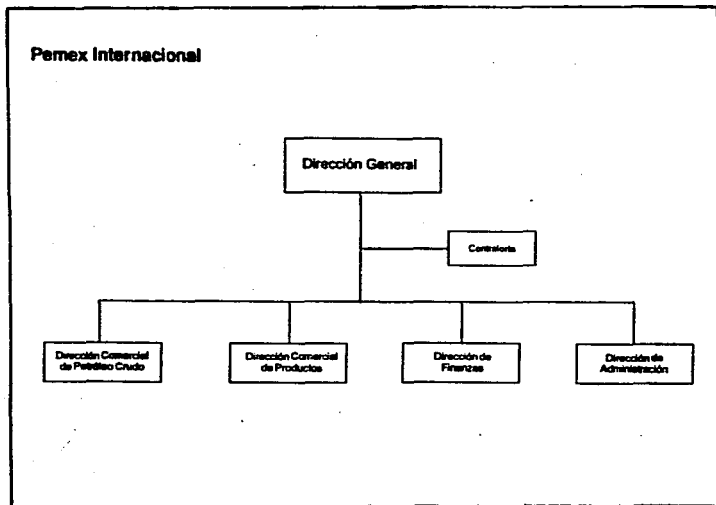 Pemex Internacional
Dirección General
Contraloría
Dirección Comercial
de Petróleo Crudo
Dirección Comercial
de Productos
Dirección de
Finanzas
Dirección de
Administración